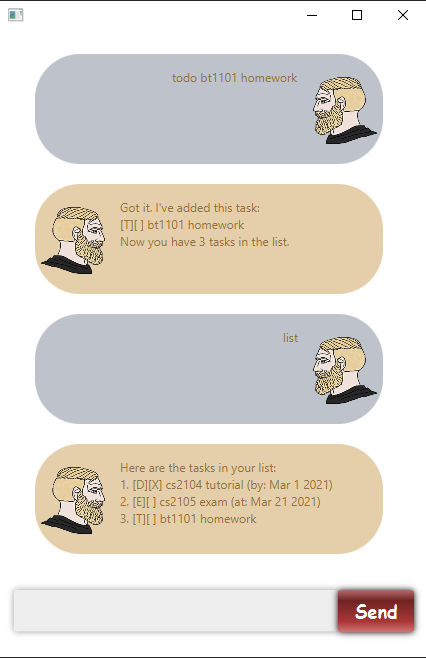 todo bt1101 homework
Got it. I've added this task:
[T][ ] bt1101 homework
Now you have 3 tasks in the list.
list
Here are the tasks in your list:
1. [D][X] cs2104 tutorial (by: Mar 1 2021)
2. [E][ ] cs2105 exam (at: Mar 21 2021)
3. [T][ ] bt1101 homework
Send